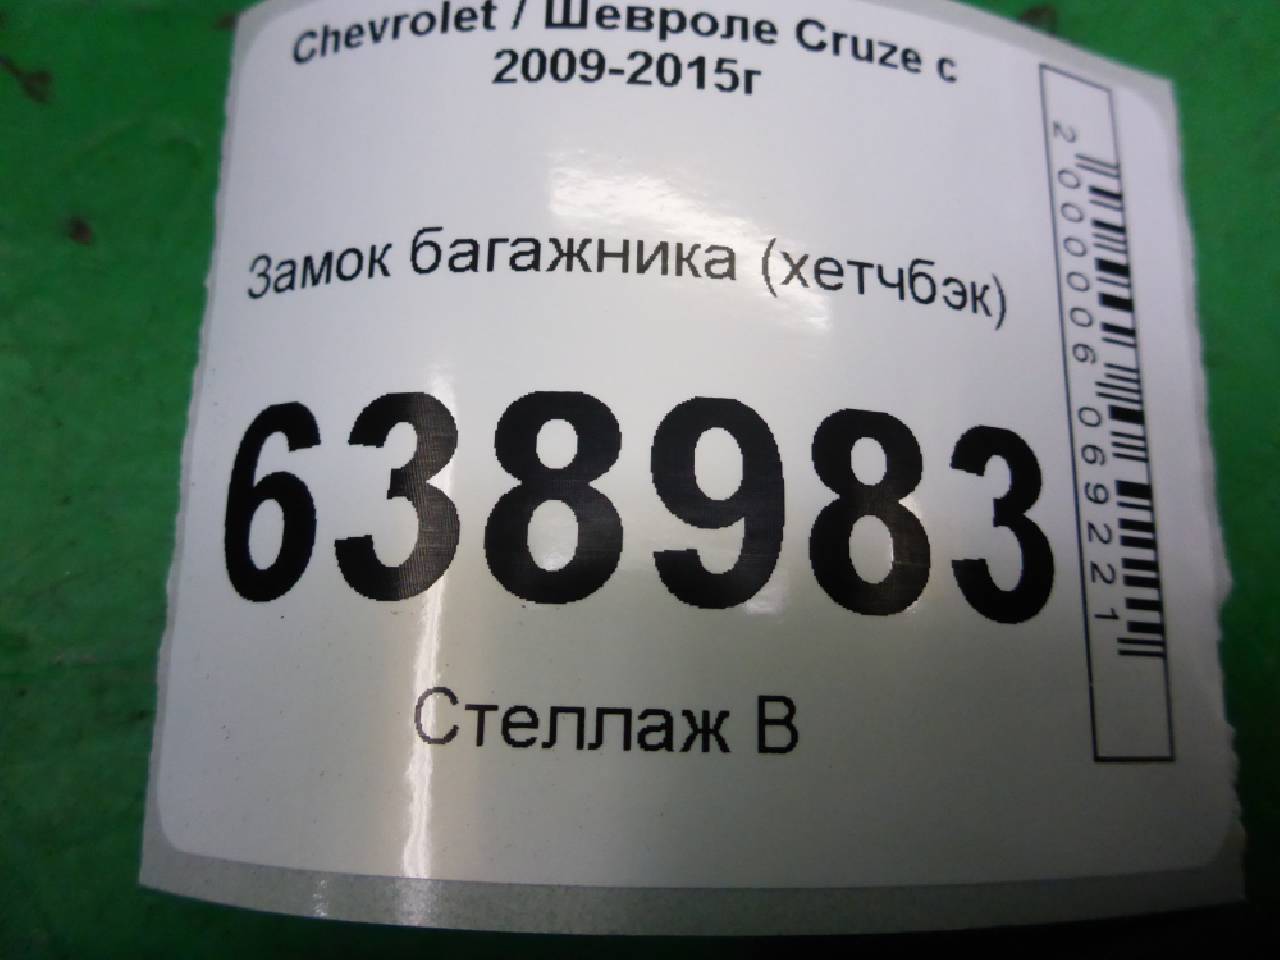 Chevrolet / Шевроле Cruze с
2009-2015г
Замок багажника (хетчбэк)
638983
Стеллаж В
2000006069221